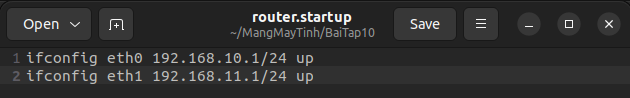 Open
router.startup
~/MangMayTinh/BaiTap10
Save
1 ifconfig eth0 192.168.10.1/24 up
2 ifconfig eth1 192.168.11.1/24 up